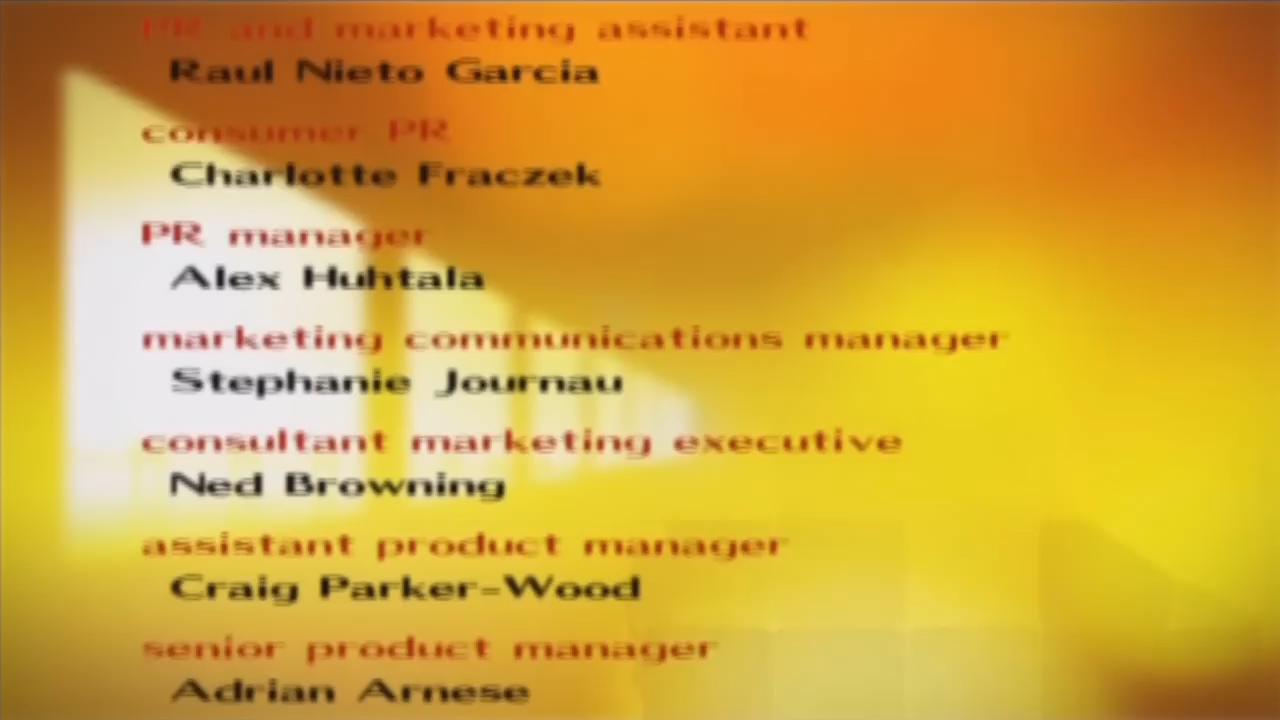 PR and marketing assistant
Raul Nieto Garcia
consumer PR
Charlotte Fraczek
PR manager
Alex Huhtala
marketing communications manager
Stephanie Journau
consultant marketing executive
Ned Browning
assistant product manager
Craig Parker-Wood
senior product manager
Adrian Arnese